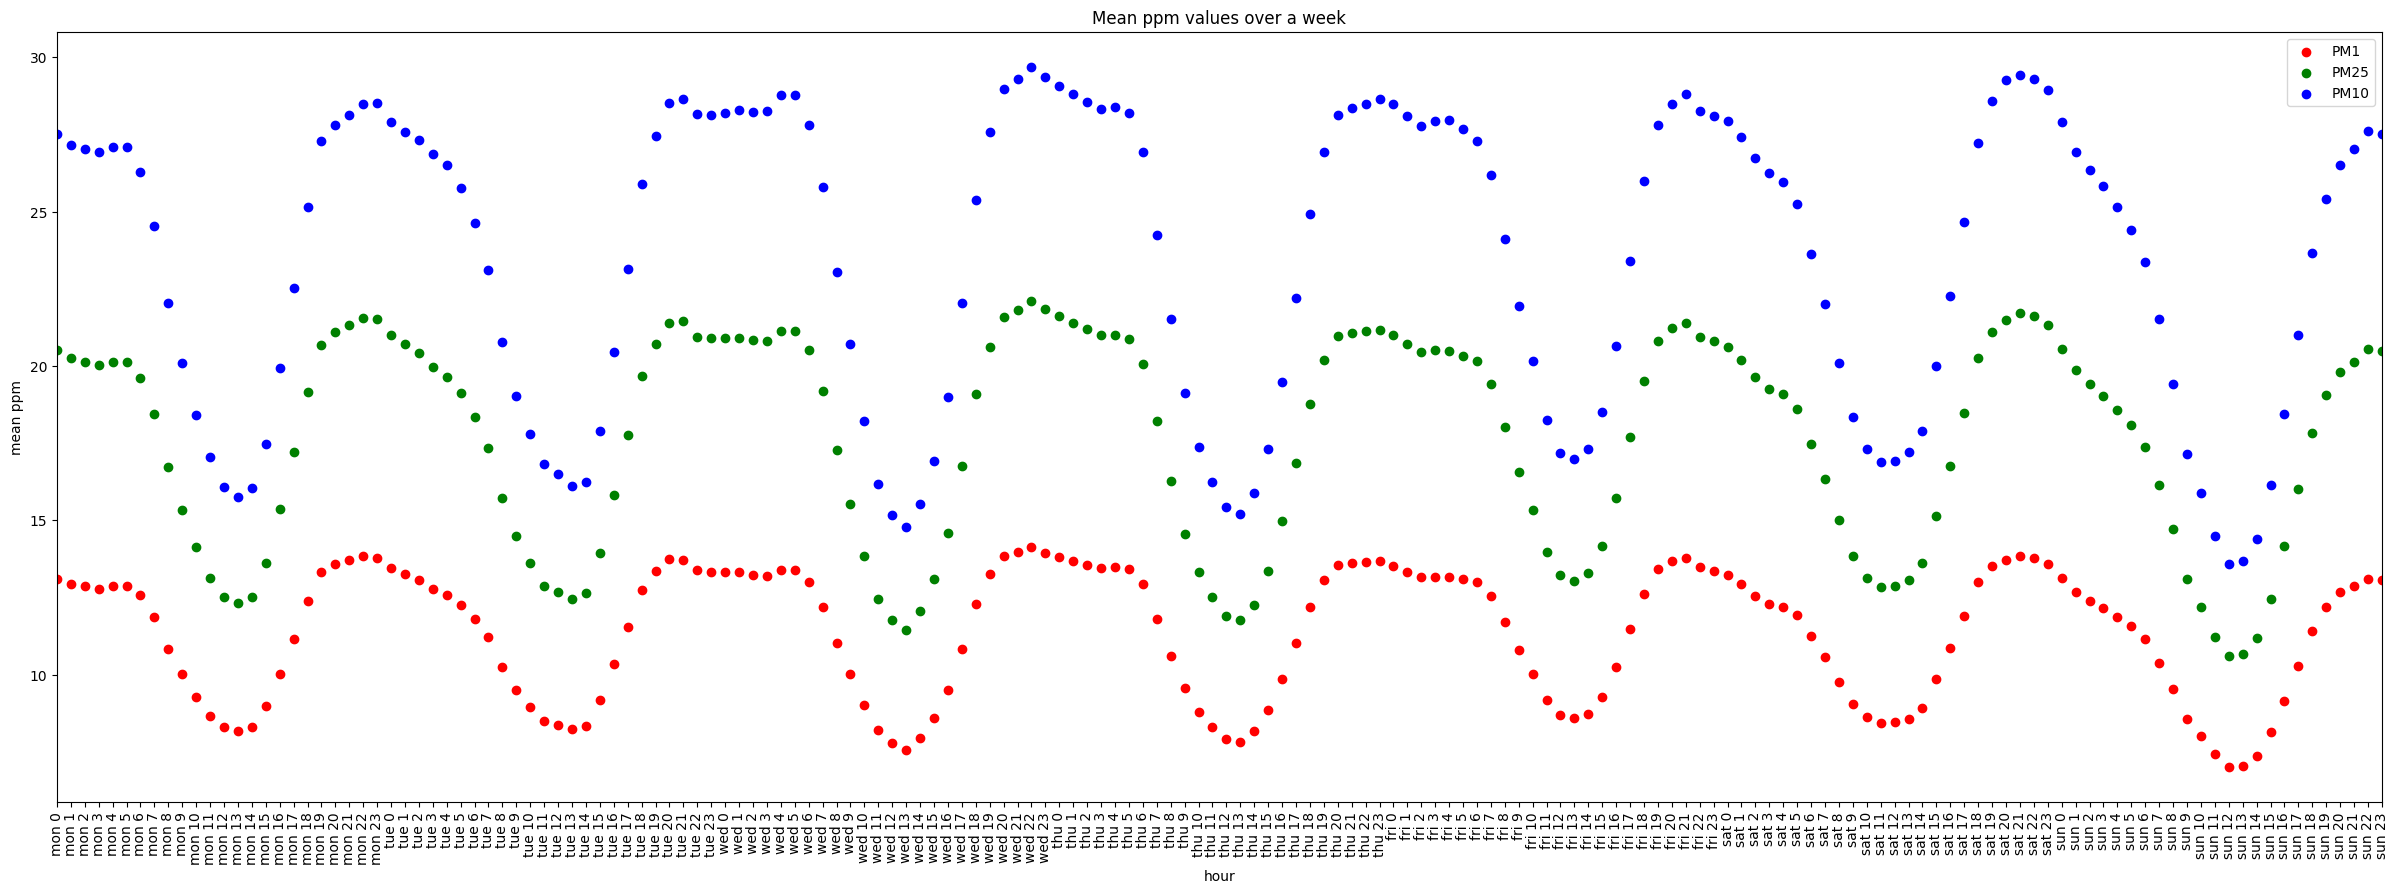 Mean ppm values over a week
PM1
PM25
PM10
30
25
20
15
10
mean ppm
mon 0
mon 1
mon 2
mon 3
mon 4
mon 5
mon 6
mon 7
mon 8
mon 9
mon 10
mon 11
mon 12
mon 13
mon 14
mon 15
mon 16
mon 17
mon 18
mon 19
mon 20
mon 21
mon 22
mon 23
tue 0
tue 1
tue 2
tue 3
tue 4
tue 5
tue 6
tue 7
tue 8
tue 9
tue 10
tue 11
tue 12
tue 13
tue 14
tue 15
tue 16
tue 17
tue 18
tue 19
tue 20
tue 21
tue 22
tue 23
wed 0
wed 1
wed 2
wed 3
wed 4
wed 5
wed 6
wed 7
wed 8
wed 9
wed 10
wed 11
wed 12
wed 13
wed 14
wed 15
wed 16
wed 17
wed 18
wed 19
wed 20
wed 21
wed 22
wed 23
thu 0
thu 1
thu 2
thu 3
thu 4
thu 5
thu 6
thu 7
thu 8
thu 9
thu 10
thu 11
thu 12
thu 13
thu 14
thu 15
thu 16
thu 17
thu 18
thu 19
thu 20
thu 21
thu 22
thu 23
fri 0
fri 1
fri 2
fri 3
fri 4
fri 5
fri 6
fri 7
fri 8
fri 9
fri 10
fri 11
fri 12
fri 13
fri 14
fri 15
fri 16
fri 17
fri 18
fri 19
fri 20
fri 21
fri 22
fri 23
sat 0
sat 1
sat 2
sat 3
sat 4
sat 5
sat 6
sat 7
sat 8
sat 9
sat 10
sat 11
sat 12
sat 13
sat 14
sat 15
sat 16
sat 17
sat 18
sat 19
sat 20
sat 21
sat 22
sat 23
sun 0
sun 1
sun 2
sun 3
sun 4
sun 5
sun 6
sun 7
sun 8
sun 9
sun 10
sun 11
sun 12
sun 13
sun 14
sun 15
sun 16
sun 17
sun 18
sun 19
sun 20
sun 21
sun 22
sun 23
hour